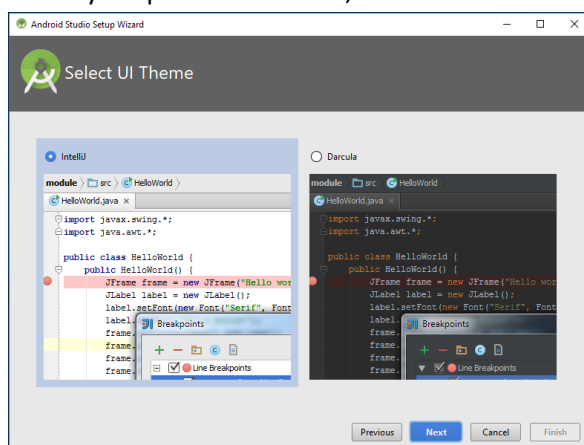 Android Studio Setup Wizard
Select UI Theme
IntelliJ
module src HelloWorld
HelloWorld.java ×
import javax.swing.*;
import java.awt.*;
public class HelloWorld {
public HelloWorld() {
JFrame frame = new JFrame("Hello wor
JLabel label = new JLabel();
label.setFont(new Font("Serif", Font
label.
frame.
frame.
frame.
frame.
Breakpoints
Line Breakpoints
Darcula
module src HelloWorld
HelloWorld.java ×
import javax.swing.*;
import java.awt.*;
public class HelloWorld {
public HelloWorld() {
JFrame frame = new JFrame("Hello wor
JLabel label = new JLabel();
label.setFont(new Font("Serif", Font
label.
frame.
frame.
frame.
frame.
Breakpoints
Line Breakpoints
Previous Next Cancel Finish